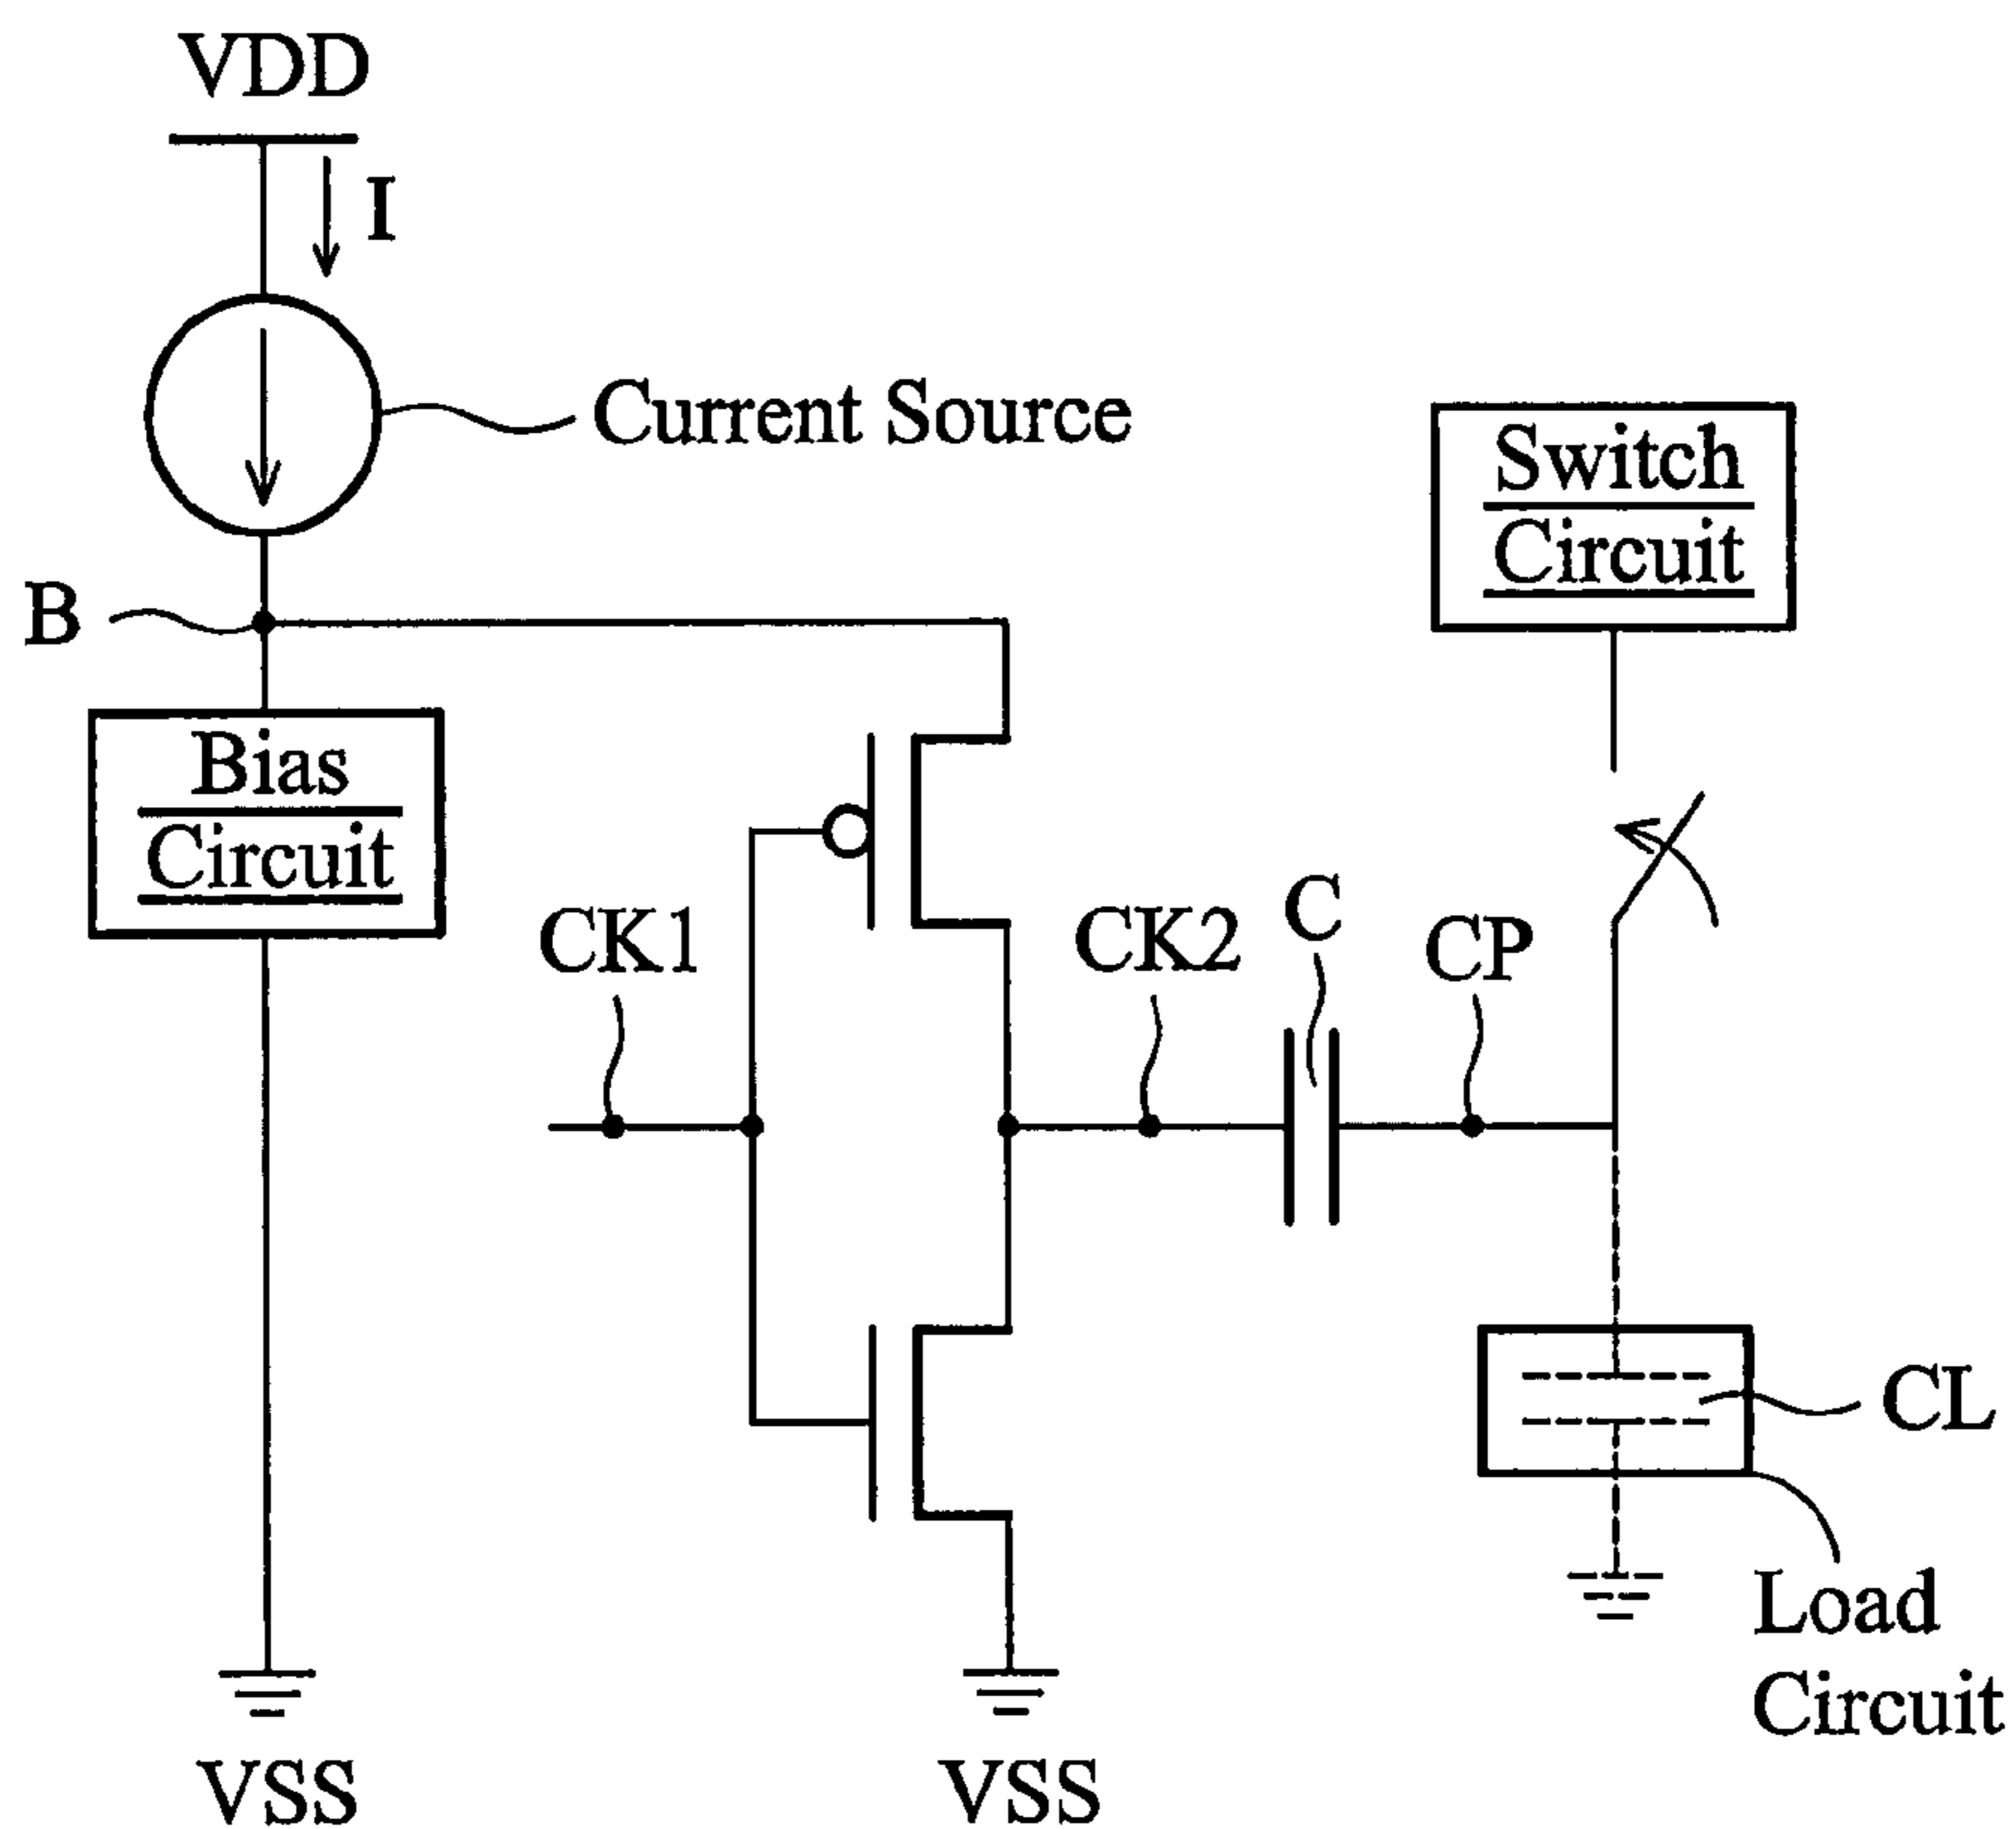 VDD
I
Current Source
Switch
Circuit
B
Bias
Circuit
CK1
CK2
C
CP
CL
Load
Circuit
VSS
VSS